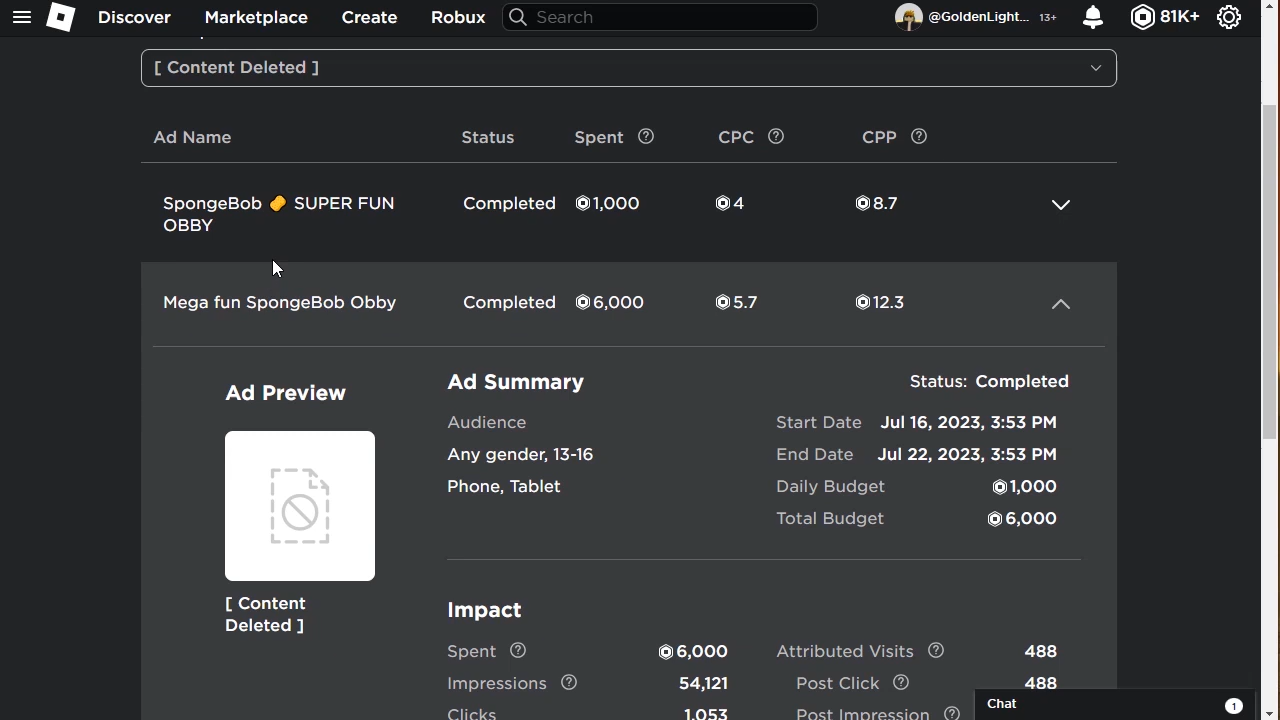 Discover Marketplace Create Robux Search @GoldenLight... 13+ 81K+
[ Content Deleted ]
Ad Name Status Spent CPC CPP
SpongeBob 🥜 SUPER FUN Completed 1,000 4 8.7
OBBY
Mega fun SpongeBob Obby Completed 6,000 5.7 12.3
Ad Preview
[ Content
Deleted ]
Ad Summary Status: Completed
Audience Start Date Jul 16, 2023, 3:53 PM
Any gender, 13-16 End Date Jul 22, 2023, 3:53 PM
Phone, Tablet Daily Budget 1,000
Total Budget 6,000
Impact
Spent 6,000 Attributed Visits 488
Impressions 54,121 Post Click 488
Clicks 1,053 Post Impression
Chat 1